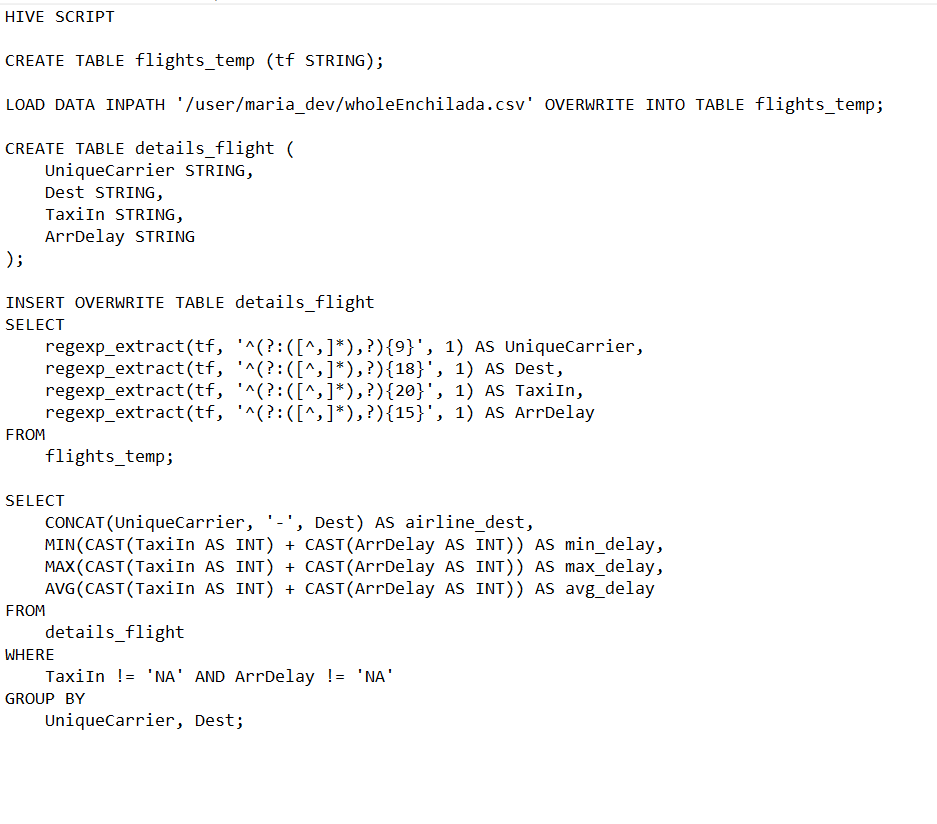 HIVE SCRIPT
CREATE TABLE flights_temp (tf STRING);
LOAD DATA INPATH '/user/maria_dev/wholeEnchilada.csv' OVERWRITE INTO TABLE flights_temp;
CREATE TABLE details_flight (
    UniqueCarrier STRING,
    Dest STRING,
    TaxiIn STRING,
    ArrDelay STRING
);
INSERT OVERWRITE TABLE details_flight
SELECT
    regexp_extract(tf, '^(?:([^,]*),?){9}', 1) AS UniqueCarrier,
    regexp_extract(tf, '^(?:([^,]*),?){18}', 1) AS Dest,
    regexp_extract(tf, '^(?:([^,]*),?){20}', 1) AS TaxiIn,
    regexp_extract(tf, '^(?:([^,]*),?){15}', 1) AS ArrDelay
FROM
    flights_temp;
SELECT
    CONCAT(UniqueCarrier, '-', Dest) AS airline_dest,
    MIN(CAST(TaxiIn AS INT) + CAST(ArrDelay AS INT)) AS min_delay,
    MAX(CAST(TaxiIn AS INT) + CAST(ArrDelay AS INT)) AS max_delay,
    AVG(CAST(TaxiIn AS INT) + CAST(ArrDelay AS INT)) AS avg_delay
FROM
    details_flight
WHERE
    TaxiIn != 'NA' AND ArrDelay != 'NA'
GROUP BY
    UniqueCarrier, Dest;